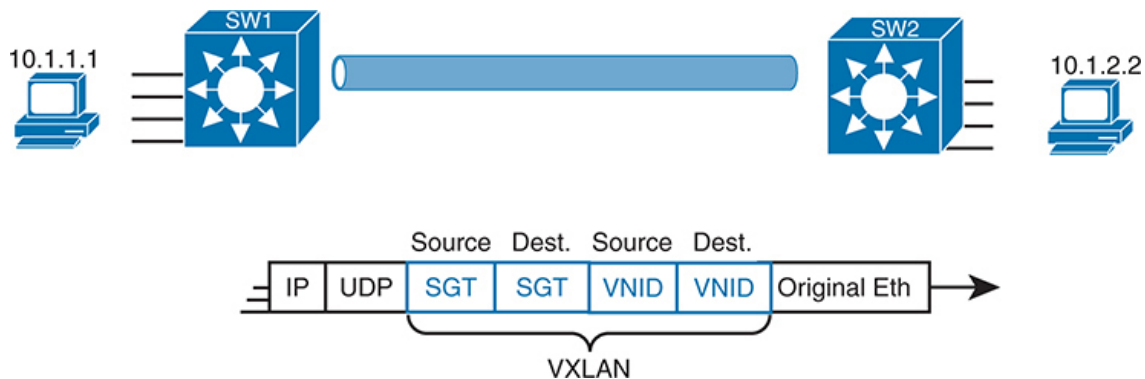 SW1
SW2
10.1.1.1
10.1.2.2
Source Dest. Source Dest.
IP UDP SGT SGT VNID VNID Original Eth
VXLAN